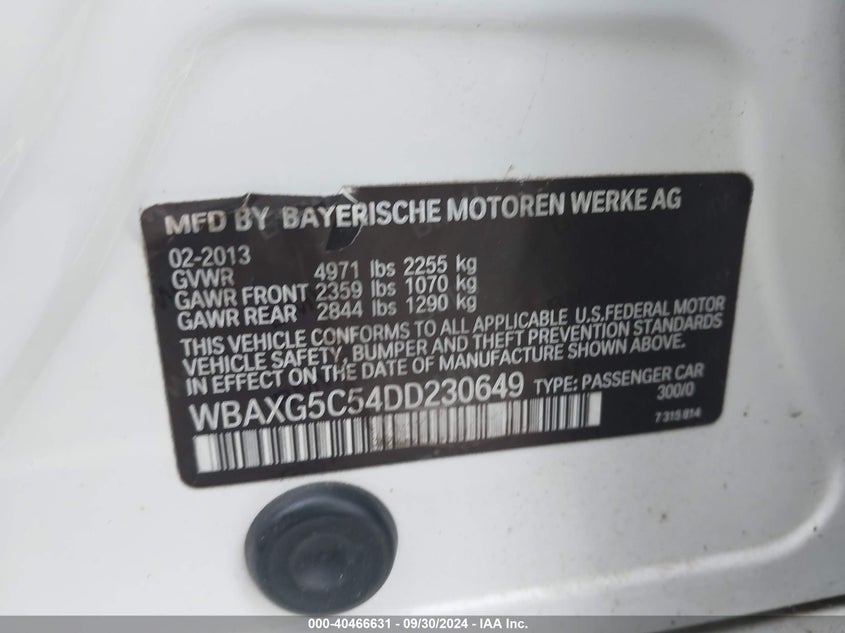 MFD BY BAYERISCHE MOTOREN WERKE AG
02-2013
GVWR 4971 lbs 2255 kg
GAWR FRONT 2359 lbs 1070 kg
GAWR REAR 2844 lbs 1290 kg
THIS VEHICLE CONFORMS TO ALL APPLICABLE U.S.FEDERAL MOTOR
VEHICLE SAFETY, BUMPER AND THEFT PREVENTION STANDARDS
IN EFFECT ON THE DATE OF MANUFACTURE SHOWN ABOVE.
WBAXG5C54DD230649 TYPE: PASSENGER CAR
300/0
7 315 814
000-40466631 - 09/30/2024 - IAA Inc.